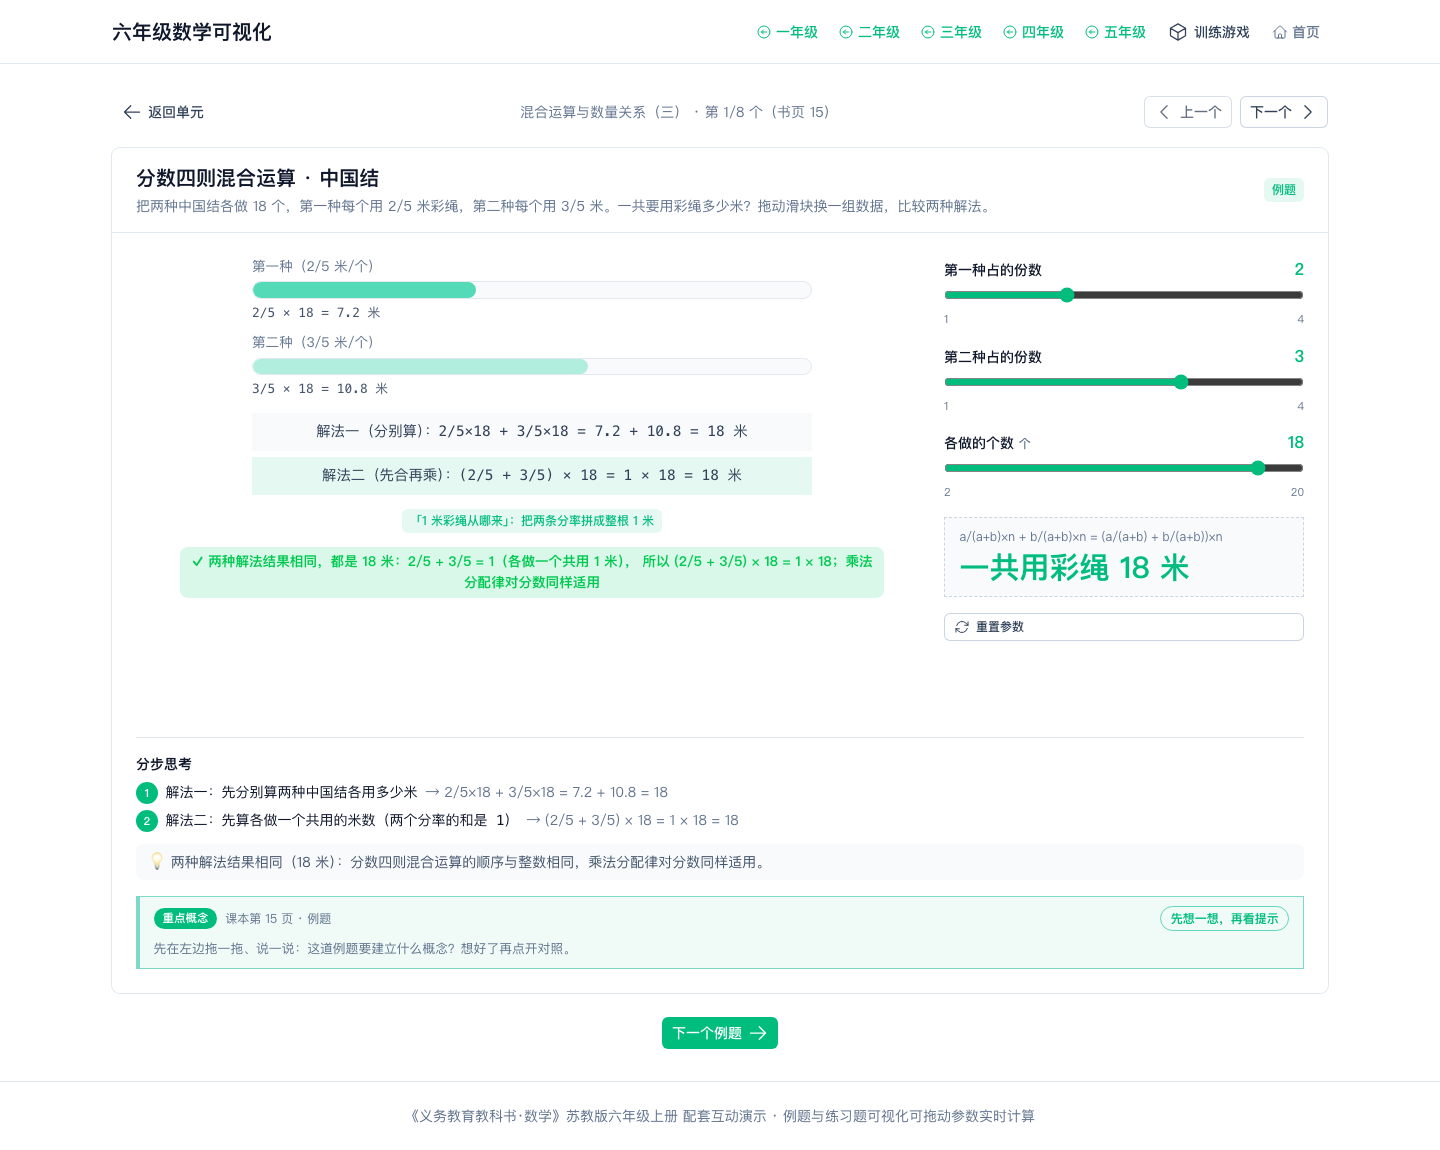 六年级数学可视化
一年级 二年级 三年级 四年级 五年级 训练游戏 首页
返回单元
混合运算与数量关系（三） · 第 1/8 个（书页 15）
上一个 下一个
分数四则混合运算 · 中国结
把两种中国结各做 18 个，第一种每个用 2/5 米彩绳，第二种每个用 3/5 米。一共要用彩绳多少米？拖动滑块换一组数据，比较两种解法。
例题
第一种（2/5 米/个）
2/5 × 18 = 7.2 米
第二种（3/5 米/个）
3/5 × 18 = 10.8 米
解法一（分别算）：2/5×18 + 3/5×18 = 7.2 + 10.8 = 18 米
解法二（先合再乘）：(2/5 + 3/5) × 18 = 1 × 18 = 18 米
「1 米彩绳从哪来」：把两条分率拼成整根 1 米
✓ 两种解法结果相同，都是 18 米：2/5 + 3/5 = 1（各做一个共用 1 米）， 所以 (2/5 + 3/5) × 18 = 1 × 18；乘法
分配律对分数同样适用
第一种占的份数 2
1 4
第二种占的份数 3
1 4
各做的个数 个 18
2 20
a/(a+b)×n + b/(a+b)×n = (a/(a+b) + b/(a+b))×n
一共用彩绳 18 米
重置参数
分步思考
1 解法一：先分别算两种中国结各用多少米 → 2/5×18 + 3/5×18 = 7.2 + 10.8 = 18
2 解法二：先算各做一个共用的米数（两个分率的和是 1） → (2/5 + 3/5) × 18 = 1 × 18 = 18
💡 两种解法结果相同（18 米）：分数四则混合运算的顺序与整数相同，乘法分配律对分数同样适用。
重点概念 课本第 15 页 · 例题
先想一想，再看提示
先在左边拖一拖、说一说：这道例题要建立什么概念？想好了再点开对照。
下一个例题
《义务教育教科书·数学》苏教版六年级上册 配套互动演示 · 例题与练习题可视化可拖动参数实时计算